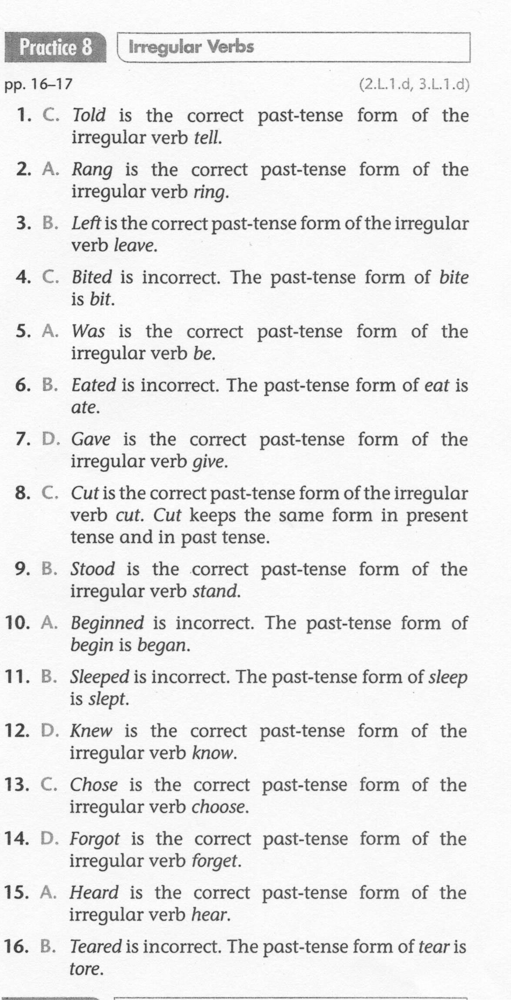 Practice 8 Irregular Verbs
pp. 16–17 (2.L.1.d, 3.L.1.d)
1. C. Told is the correct past-tense form of the
irregular verb tell.
2. A. Rang is the correct past-tense form of the
irregular verb ring.
3. B. Left is the correct past-tense form of the irregular
verb leave.
4. C. Bited is incorrect. The past-tense form of bite
is bit.
5. A. Was is the correct past-tense form of the
irregular verb be.
6. B. Eated is incorrect. The past-tense form of eat is
ate.
7. D. Gave is the correct past-tense form of the
irregular verb give.
8. C. Cut is the correct past-tense form of the irregular
verb cut. Cut keeps the same form in present
tense and in past tense.
9. B. Stood is the correct past-tense form of the
irregular verb stand.
10. A. Beginned is incorrect. The past-tense form of
begin is began.
11. B. Sleeped is incorrect. The past-tense form of sleep
is slept.
12. D. Knew is the correct past-tense form of the
irregular verb know.
13. C. Chose is the correct past-tense form of the
irregular verb choose.
14. D. Forgot is the correct past-tense form of the
irregular verb forget.
15. A. Heard is the correct past-tense form of the
irregular verb hear.
16. B. Teared is incorrect. The past-tense form of tear is
tore.